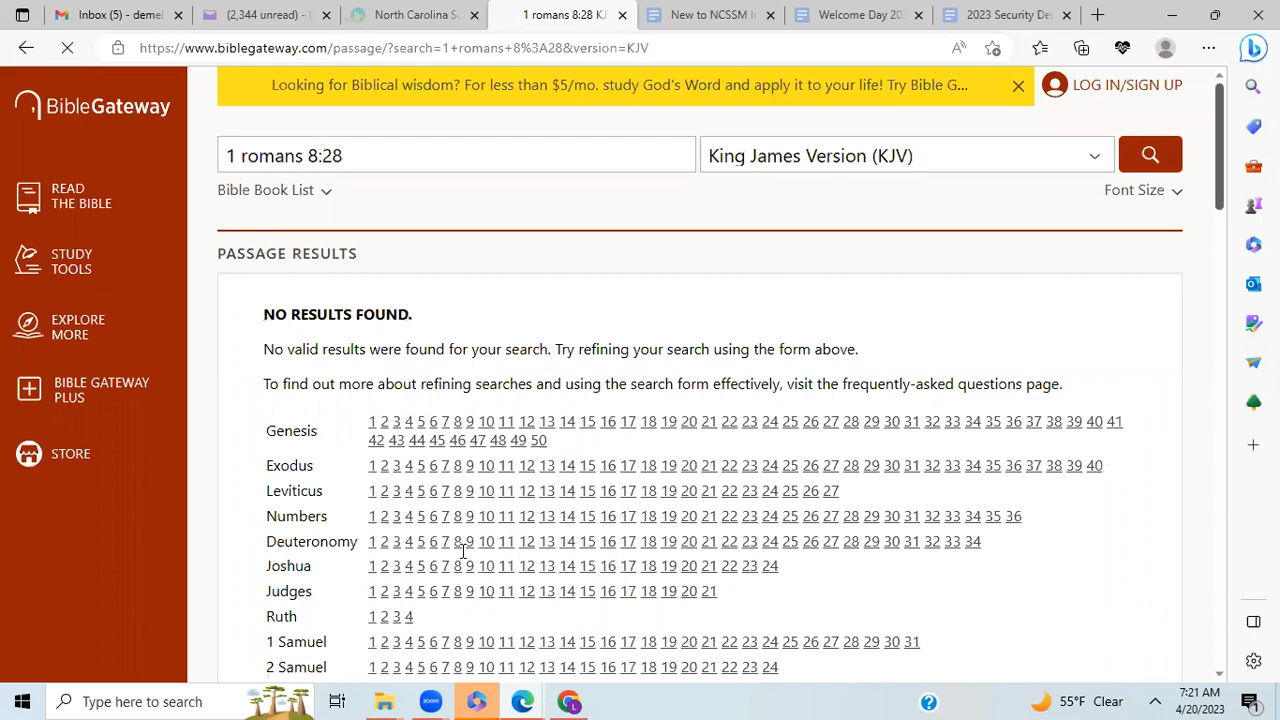 Inbox (5) - demei
(2,344 unread) - m
North Carolina Sc
1 romans 8:28 KJ
New to NCSSM In
Welcome Day 202
2023 Security De
https://www.biblegateway.com/passage/?search=1+romans+8%3A28&version=KJV
BibleGateway
READ
THE BIBLE
STUDY
TOOLS
EXPLORE
MORE
BIBLE GATEWAY
PLUS
STORE
Looking for Biblical wisdom? For less than $5/mo. study God's Word and apply it to your life! Try Bible G...
LOG IN/SIGN UP
1 romans 8:28
King James Version (KJV)
Bible Book List
Font Size
PASSAGE RESULTS
NO RESULTS FOUND.
No valid results were found for your search. Try refining your search using the form above.
To find out more about refining searches and using the search form effectively, visit the frequently-asked questions page.
Genesis 1 2 3 4 5 6 7 8 9 10 11 12 13 14 15 16 17 18 19 20 21 22 23 24 25 26 27 28 29 30 31 32 33 34 35 36 37 38 39 40 41
42 43 44 45 46 47 48 49 50
Exodus 1 2 3 4 5 6 7 8 9 10 11 12 13 14 15 16 17 18 19 20 21 22 23 24 25 26 27 28 29 30 31 32 33 34 35 36 37 38 39 40
Leviticus 1 2 3 4 5 6 7 8 9 10 11 12 13 14 15 16 17 18 19 20 21 22 23 24 25 26 27
Numbers 1 2 3 4 5 6 7 8 9 10 11 12 13 14 15 16 17 18 19 20 21 22 23 24 25 26 27 28 29 30 31 32 33 34 35 36
Deuteronomy 1 2 3 4 5 6 7 8 9 10 11 12 13 14 15 16 17 18 19 20 21 22 23 24 25 26 27 28 29 30 31 32 33 34
Joshua 1 2 3 4 5 6 7 8 9 10 11 12 13 14 15 16 17 18 19 20 21 22 23 24
Judges 1 2 3 4 5 6 7 8 9 10 11 12 13 14 15 16 17 18 19 20 21
Ruth 1 2 3 4
1 Samuel 1 2 3 4 5 6 7 8 9 10 11 12 13 14 15 16 17 18 19 20 21 22 23 24 25 26 27 28 29 30 31
2 Samuel 1 2 3 4 5 6 7 8 9 10 11 12 13 14 15 16 17 18 19 20 21 22 23 24
Type here to search
zoom
L
55°F Clear
7:21 AM
4/20/2023
1